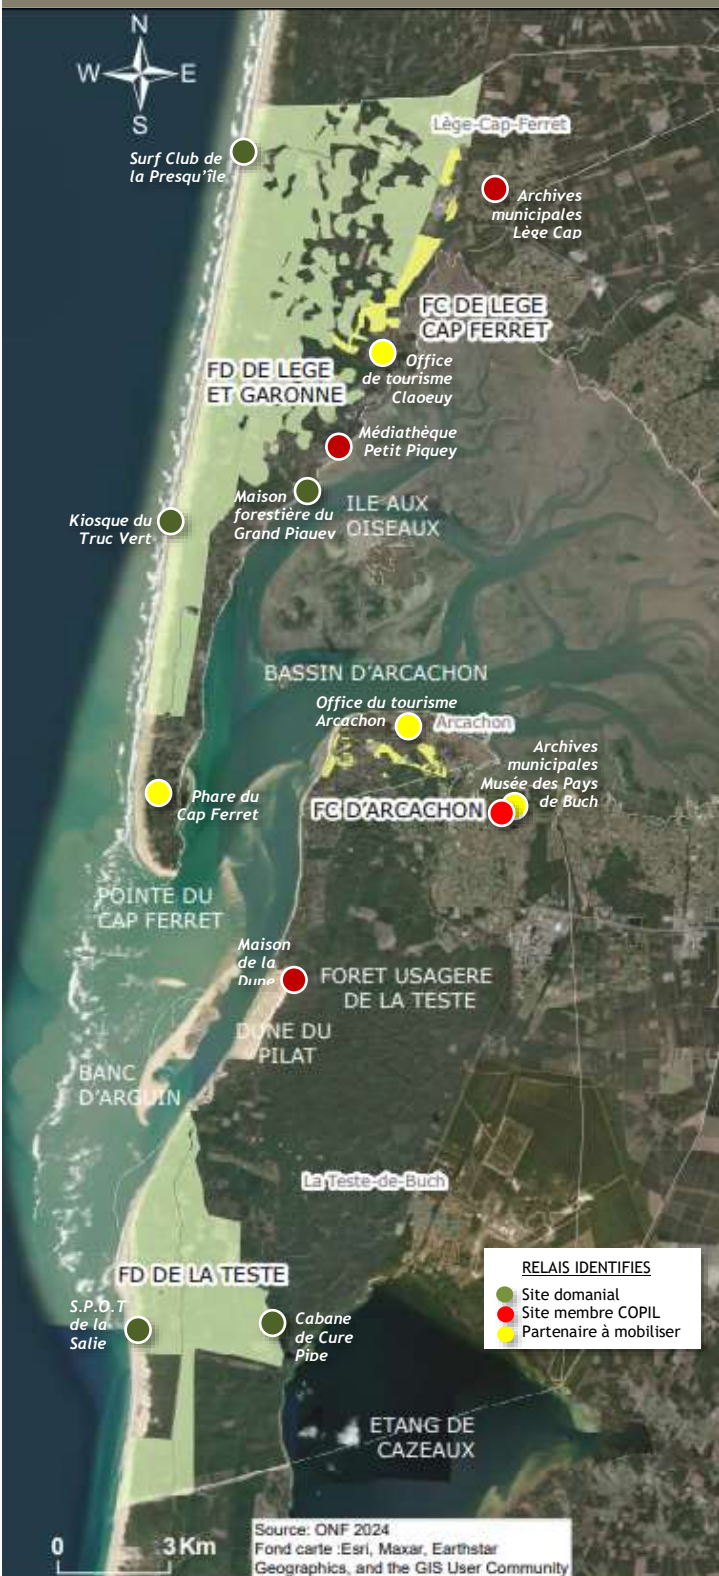 N
W E
S
Lège-Cap-Ferret
Surf Club de
la Presqu'île
Archives
municipales
Lège Cap
FC DE LEGE
CAP FERRET
Office
de tourisme
Claoeuy
FD DE LEGE
ET GARONNE
Médiathèque
Petit Piquey
Maison
forestière du
Grand Piquey
ILE AUX
OISEAUX
Kiosque du
Truc Vert
BASSIN D'ARCACHON
Office du tourisme
Arcachon
Arcachon
Archives
municipales
Musée des Pays
de Buch
Phare du
Cap Ferret
FC D'ARCACHON
POINTE DU
CAP FERRET
Maison
de la
Dune
FORET USAGERE
DE LA TESTE
DUNE DU
PILAT
BANC
D'ARGUIN
La Teste-de-Buch
FD DE LA TESTE
S.P.O.T
de la
Salie
Cabane
de Cure
Pipe
RELAIS IDENTIFIES
Site domanial
Site membre COPIL
Partenaire à mobiliser
ETANG DE
CAZEAUX
0 3 Km
Source: ONF 2024
Fond carte :Esri, Maxar, Earthstar
Geographics, and the GIS User Community